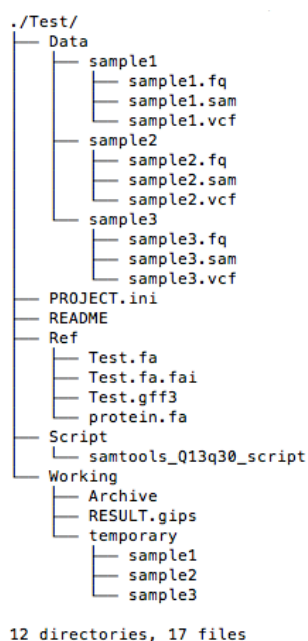 ./Test/
├── Data
│   ├── sample1
│   │   ├── sample1.fq
│   │   ├── sample1.sam
│   │   └── sample1.vcf
│   ├── sample2
│   │   ├── sample2.fq
│   │   ├── sample2.sam
│   │   └── sample2.vcf
│   └── sample3
│       ├── sample3.fq
│       ├── sample3.sam
│       └── sample3.vcf
├── PROJECT.ini
├── README
├── Ref
│   ├── Test.fa
│   ├── Test.fa.fai
│   ├── Test.gff3
│   └── protein.fa
├── Script
│   └── samtools_Q13q30_script
└── Working
    ├── Archive
    ├── RESULT.gips
    └── temporary
        ├── sample1
        ├── sample2
        └── sample3
12 directories, 17 files